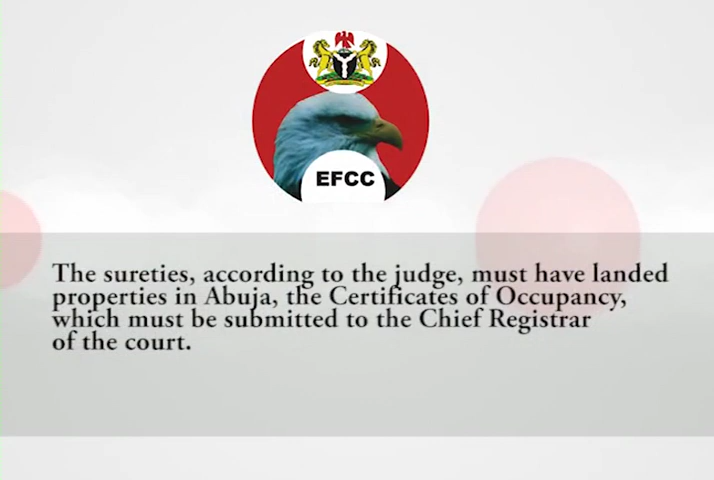 EFCC
The sureties, according to the judge, must have landed
properties in Abuja, the Certificates of Occupancy,
which must be submitted to the Chief Registrar
of the court.